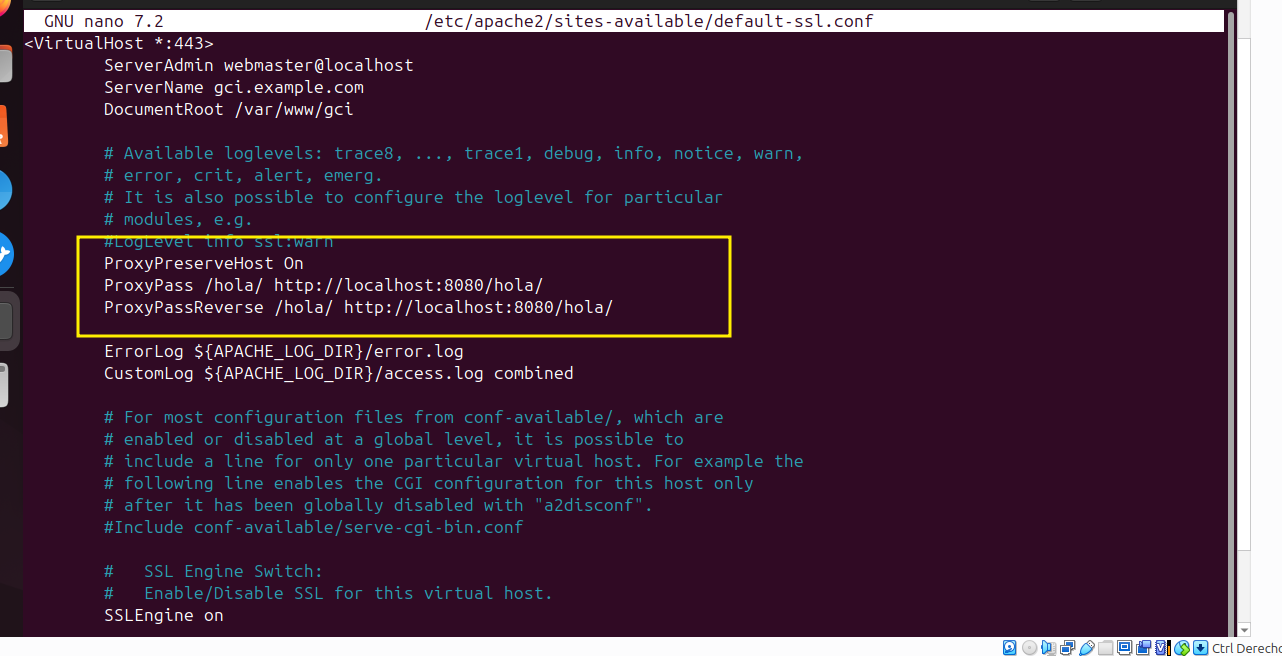 GNU nano 7.2 /etc/apache2/sites-available/default-ssl.conf
<VirtualHost *:443>
ServerAdmin webmaster@localhost
ServerName gci.example.com
DocumentRoot /var/www/gci
# Available loglevels: trace8, ..., trace1, debug, info, notice, warn,
# error, crit, alert, emerg.
# It is also possible to configure the loglevel for particular
# modules, e.g.
#LogLevel info ssl:warn
ProxyPreserveHost On
ProxyPass /hola/ http://localhost:8080/hola/
ProxyPassReverse /hola/ http://localhost:8080/hola/
ErrorLog ${APACHE_LOG_DIR}/error.log
CustomLog ${APACHE_LOG_DIR}/access.log combined
# For most configuration files from conf-available/, which are
# enabled or disabled at a global level, it is possible to
# include a line for only one particular virtual host. For example the
# following line enables the CGI configuration for this host only
# after it has been globally disabled with "a2disconf".
#Include conf-available/serve-cgi-bin.conf
#   SSL Engine Switch:
#   Enable/Disable SSL for this virtual host.
SSLEngine on
Ctrl Derecho